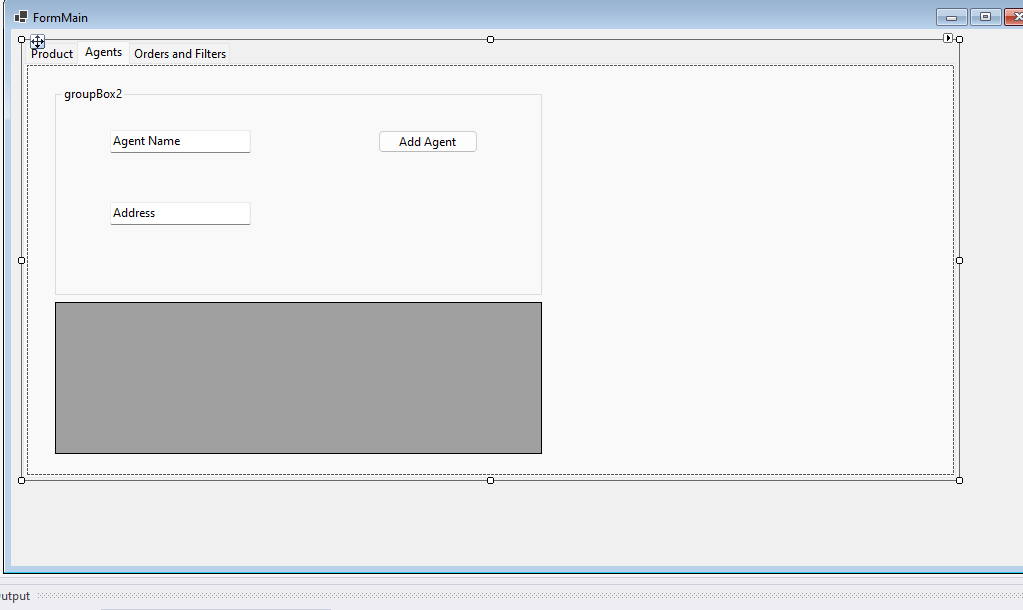 FormMain
Product Agents Orders and Filters
groupBox2
Agent Name Add Agent
Address
utput